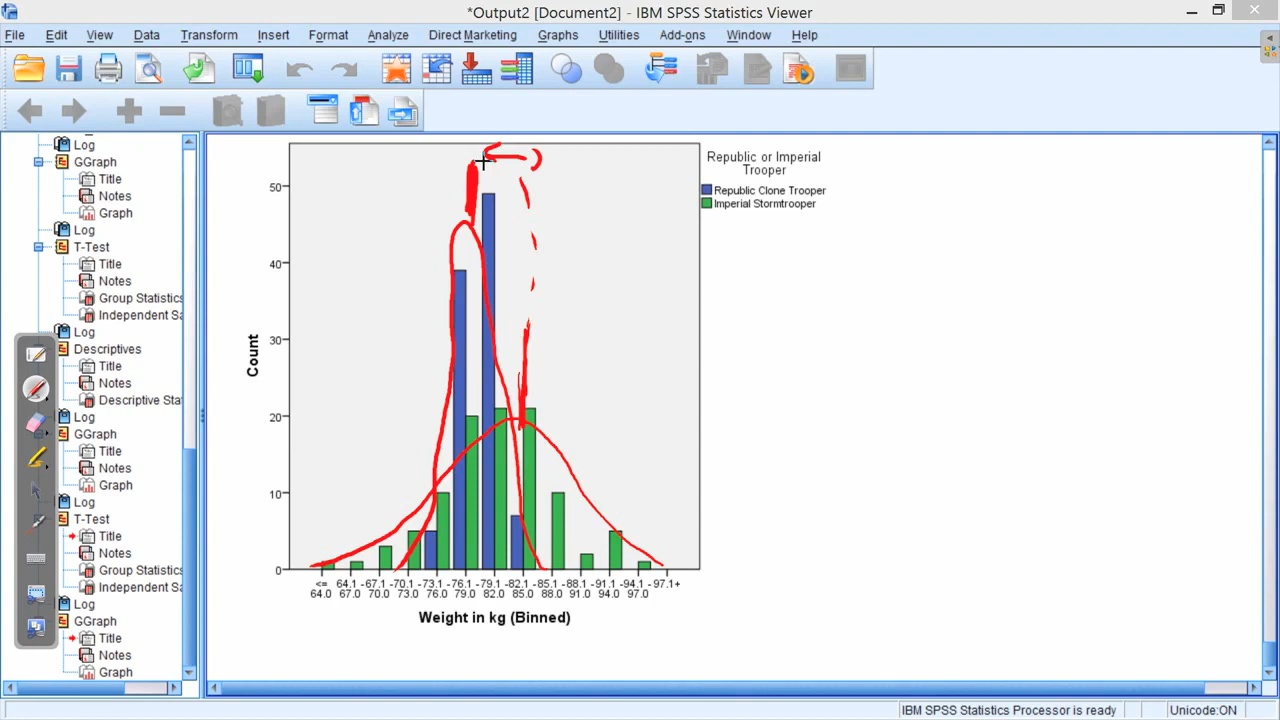 *Output2 [Document2] - IBM SPSS Statistics Viewer
File Edit View Data Transform Insert Format Analyze Direct Marketing Graphs Utilities Add-ons Window Help
Log
GGraph
Title
Notes
Graph
Log
T-Test
Title
Notes
Group Statistics
Independent Sa
Log
Descriptives
Title
Notes
Descriptive Sta
Log
GGraph
Title
Notes
Graph
Log
T-Test
Title
Notes
Group Statistics
Independent Sa
Log
GGraph
Title
Notes
Graph
Republic or Imperial
Trooper
Republic Clone Trooper
Imperial Stormtrooper
Count
50
40
30
20
10
0
<= 64.1 -67.1 -70.1 -73.1 -76.1 -79.1 -82.1 -85.1 -88.1 -91.1 -94.1 -97.1+
64.0 67.0 70.0 73.0 76.0 79.0 82.0 85.0 88.0 91.0 94.0 97.0
Weight in kg (Binned)
IBM SPSS Statistics Processor is ready Unicode:ON